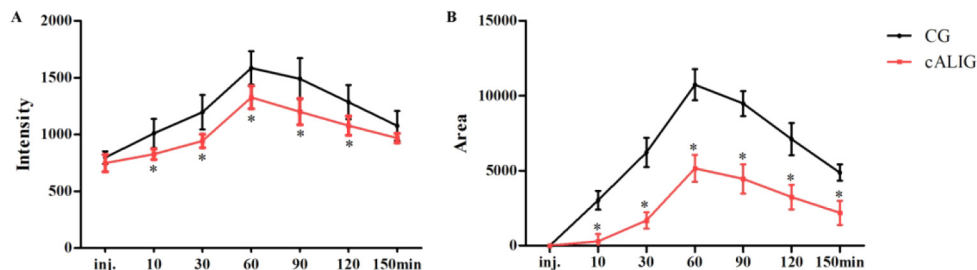 A
Intensity
2000
1500
1000
500
0
* * * * *
inj. 10 30 60 90 120 150min
B
Area
15000
10000
5000
0
* * * * * *
inj. 10 30 60 90 120 150min
CG
cALIG